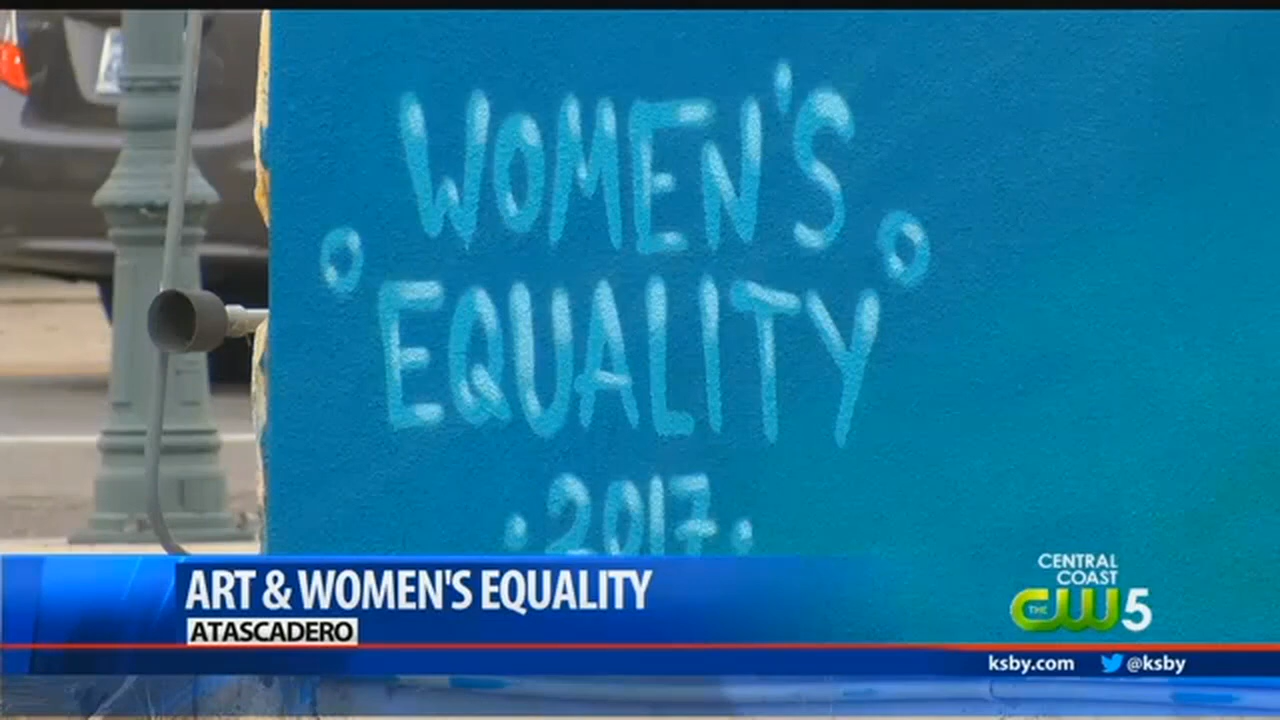 WOMEN'S
EQUALITY
2017
ART & WOMEN'S EQUALITY
ATASCADERO
CENTRAL
COAST
THE CW 5
ksby.com @ksby